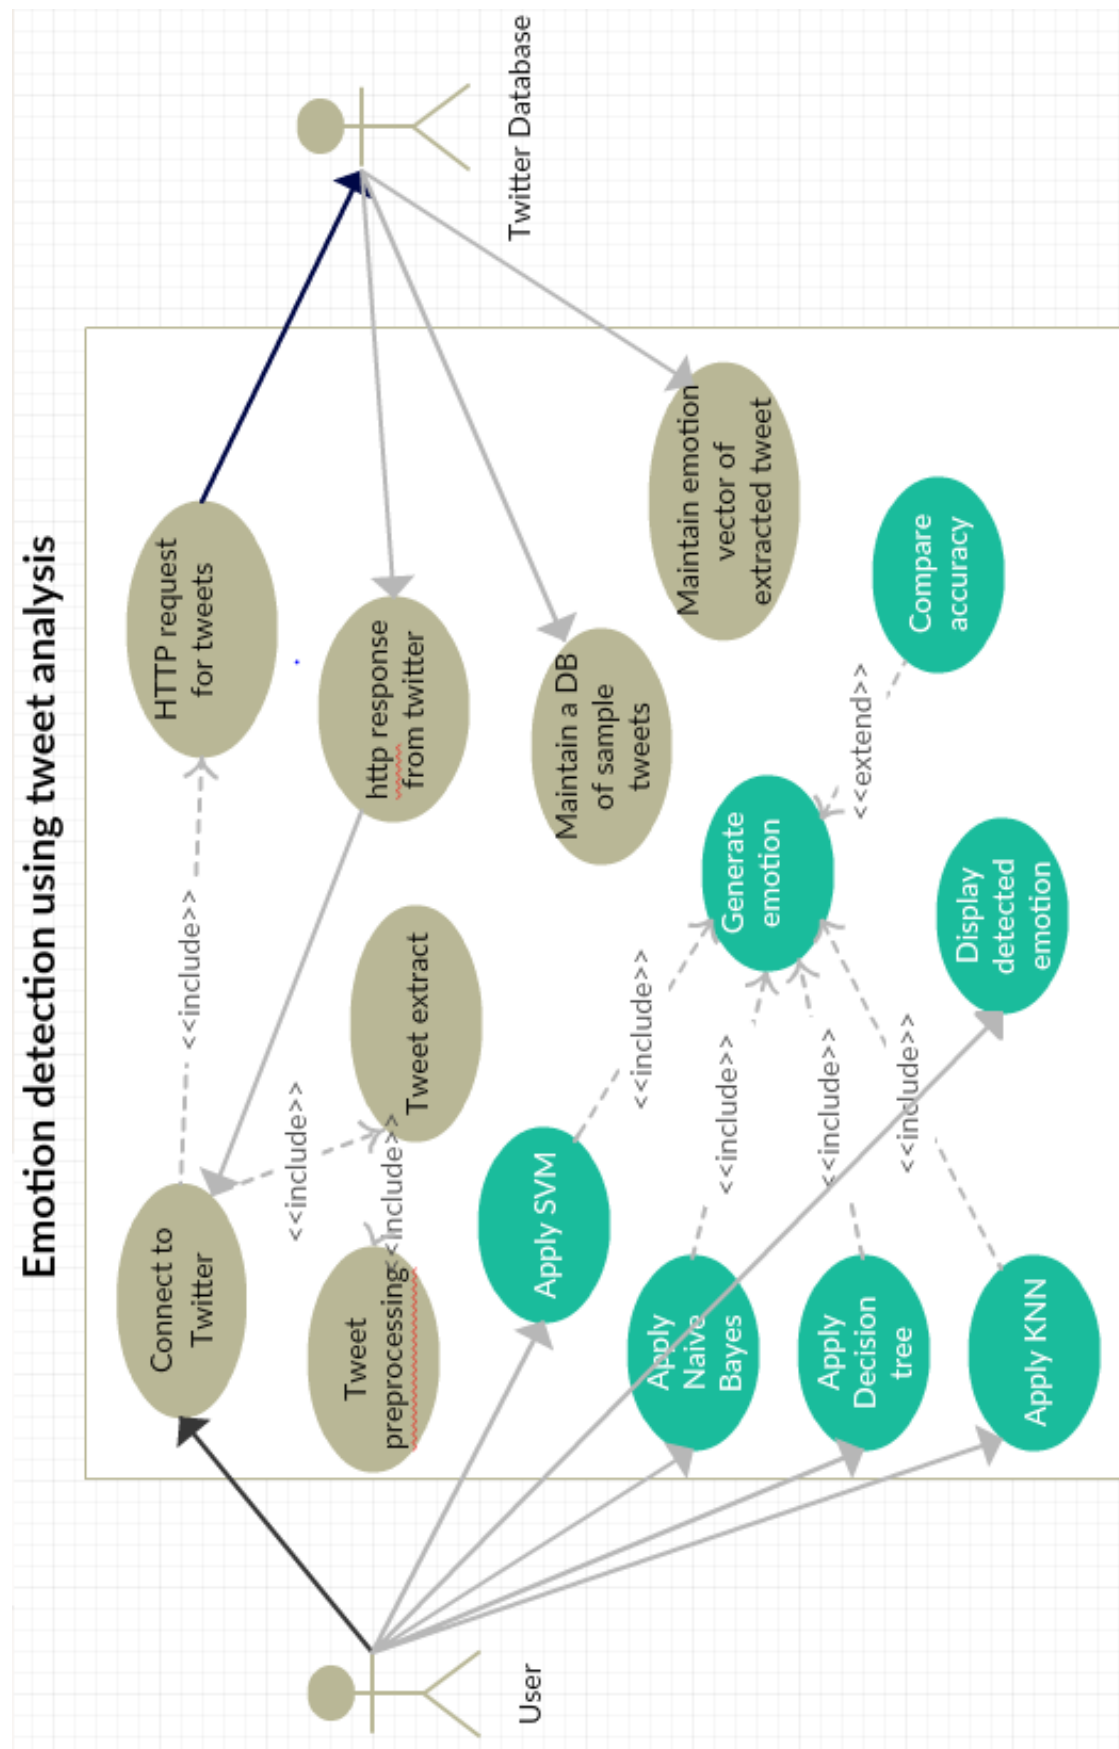 Emotion detection using tweet analysis
Connect to
Twitter
<<include>>
HTTP request
for tweets
<<include>>
http response
from twitter
Tweet
preprocessing
<<include>>
Tweet extract
Maintain a DB
of sample
tweets
Maintain emotion
vector of
extracted tweet
Apply SVM
<<include>>
Apply
Naive
Bayes
<<include>>
Generate
emotion
Apply
Decision
tree
<<include>>
<<extend>>
Compare
accuracy
Apply KNN
<<include>>
Display
detected
emotion
User
Twitter Database